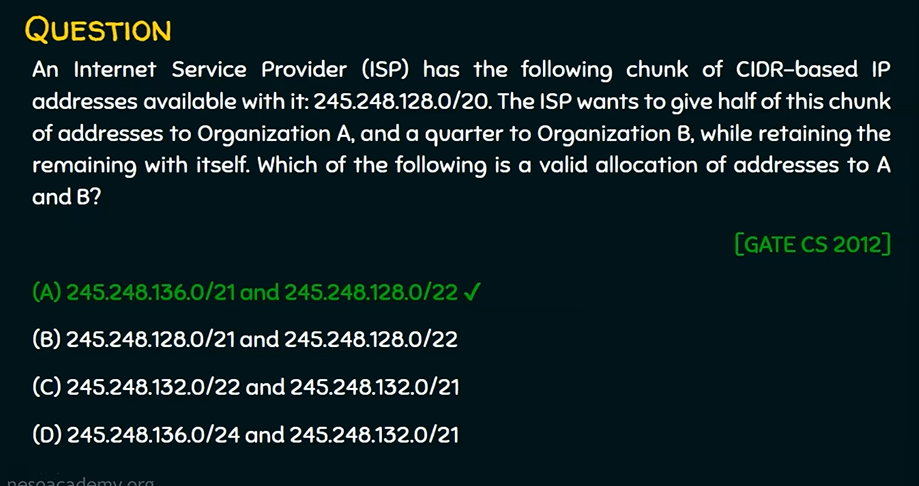 QUESTION
An Internet Service Provider (ISP) has the following chunk of CIDR-based IP
addresses available with it: 245.248.128.0/20. The ISP wants to give half of this chunk
of addresses to Organization A, and a quarter to Organization B, while retaining the
remaining with itself. Which of the following is a valid allocation of addresses to A
and B?
[GATE CS 2012]
(A) 245.248.136.0/21 and 245.248.128.0/22 ✓
(B) 245.248.128.0/21 and 245.248.128.0/22
(C) 245.248.132.0/22 and 245.248.132.0/21
(D) 245.248.136.0/24 and 245.248.132.0/21
nesoacademy.org